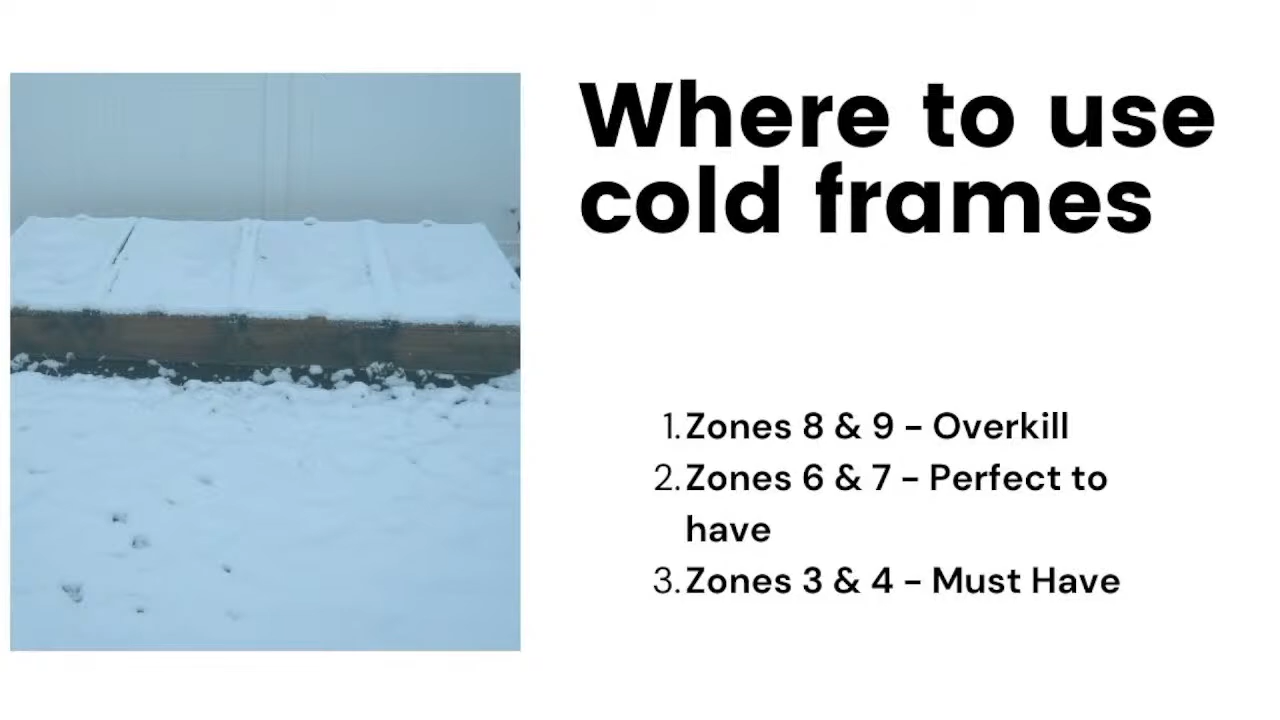 Where to use
cold frames
1. Zones 8 & 9 – Overkill
2. Zones 6 & 7 – Perfect to
have
3. Zones 3 & 4 – Must Have